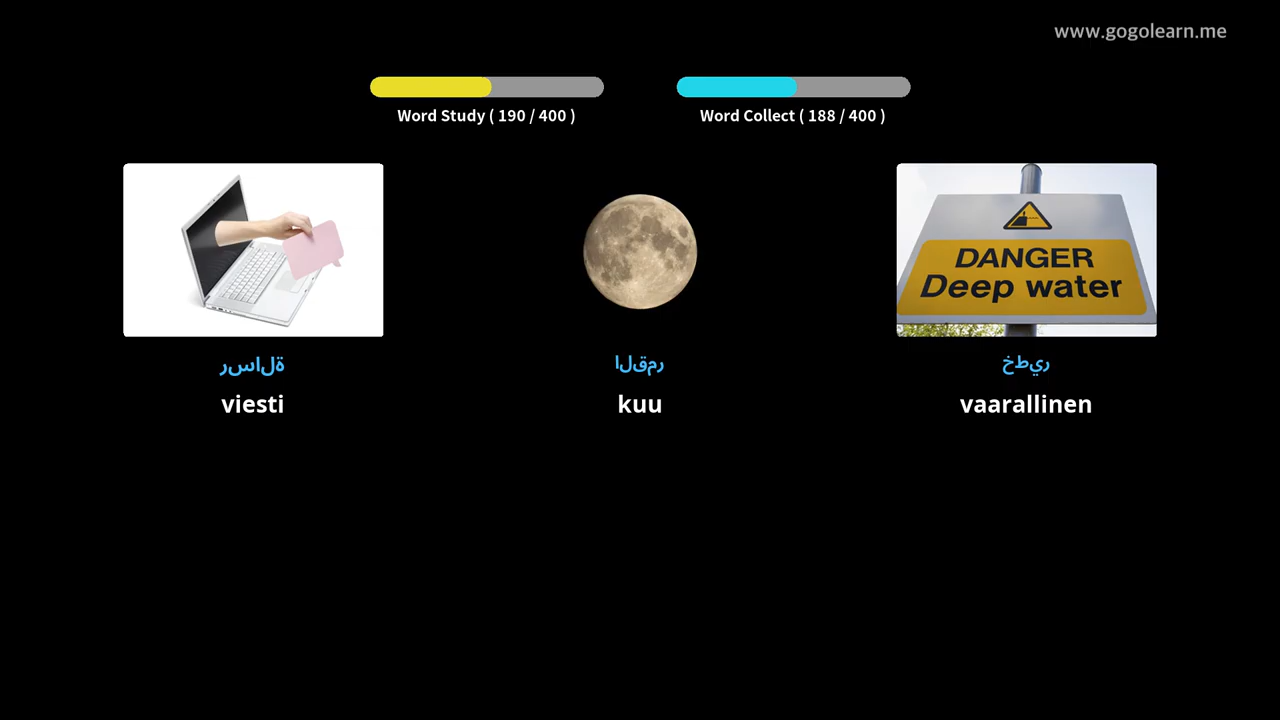 www.gogolearn.me
Word Study ( 190 / 400 )
Word Collect ( 188 / 400 )
DANGER
Deep water
رسالة
القمر
خطير
viesti
kuu
vaarallinen